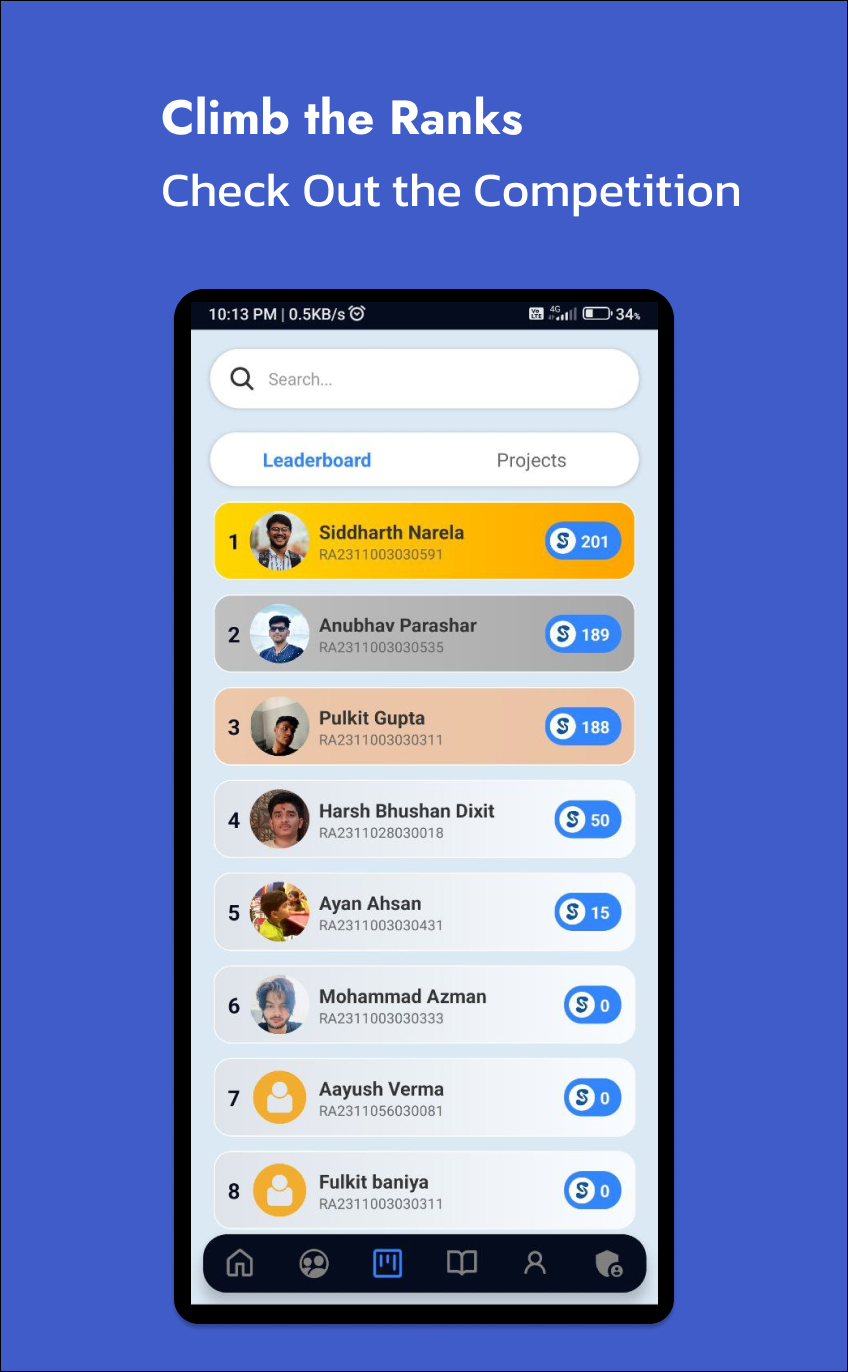 Climb the Ranks
Check Out the Competition
10:13 PM | 0.5KB/s Vo LTE 4G 34%
Search...
Leaderboard Projects
1 Siddharth Narela S 201
RA2311003030591
2 Anubhav Parashar S 189
RA2311003030535
3 Pulkit Gupta S 188
RA2311003030311
4 Harsh Bhushan Dixit S 50
RA2311028030018
5 Ayan Ahsan S 15
RA2311003030431
6 Mohammad Azman S 0
RA2311003030333
7 Aayush Verma S 0
RA2311056030081
8 Fulkit baniya S 0
RA2311003030311